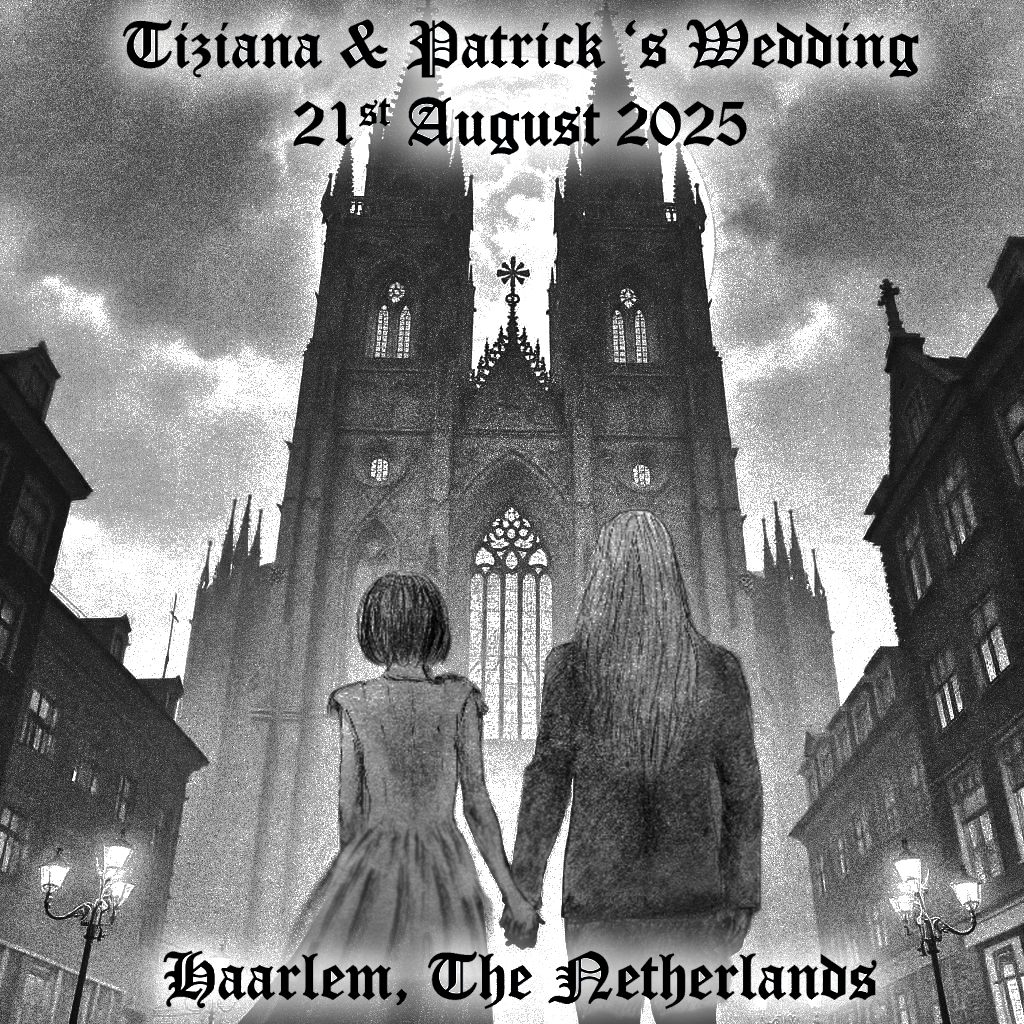 Tiziana & Patrick ‘s Wedding
21st August 2025
Haarlem, The Netherlands